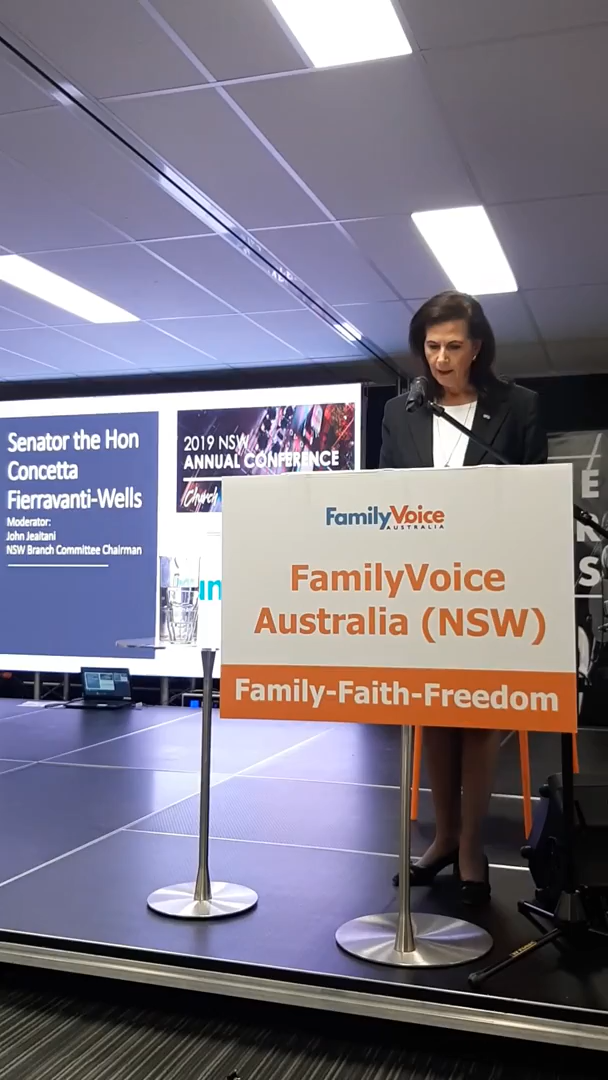 Senator the Hon
Concetta
Fierravanti-Wells
Moderator:
John Jeaitani
NSW Branch Committee Chairman
2019 NSW
ANNUAL CONFERENCE
Church
FamilyVoice
AUSTRALIA
FamilyVoice
Australia (NSW)
Family-Faith-Freedom